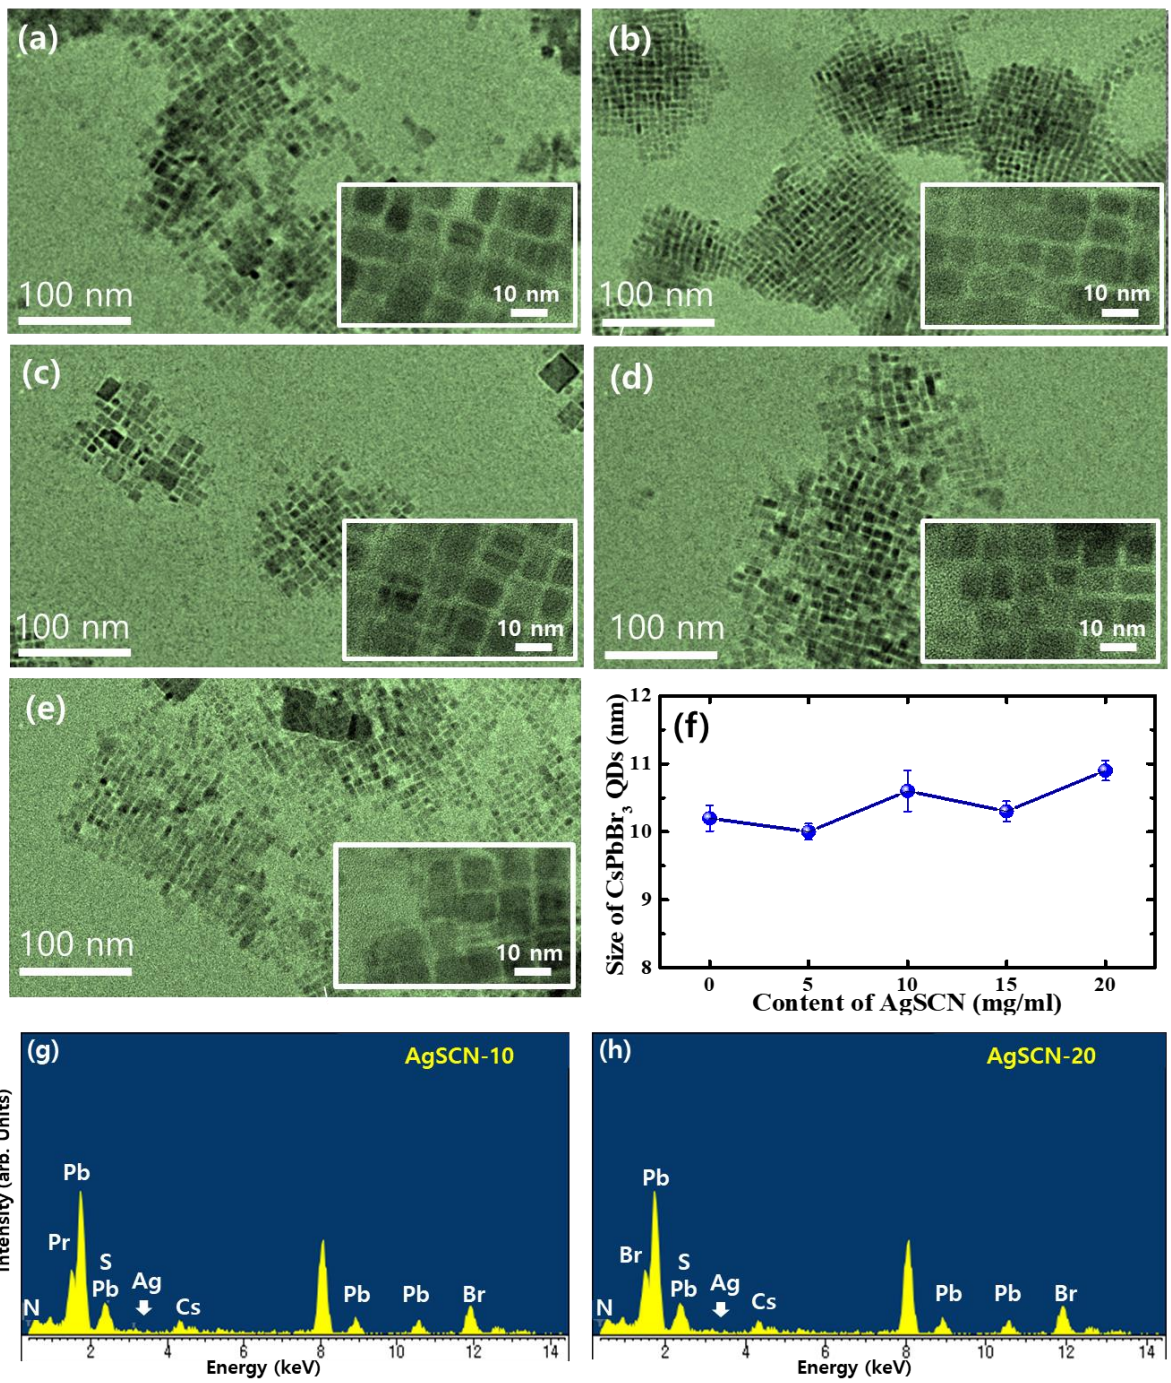 (a)
100 nm
10 nm
(b)
100 nm
10 nm
(c)
100 nm
10 nm
(d)
100 nm
10 nm
(e)
100 nm
10 nm
(f)
Size of CsPbBr3 QDs (nm)
12
11
10
9
8
0 5 10 15 20
Content of AgSCN (mg/ml)
(g)
AgSCN-10
Intensity (arb. Units)
Pb
Pr
S
Pb
Ag
N
Cs
Pb
Pb
Br
2 4 6 8 10 12 14
Energy (keV)
(h)
AgSCN-20
Pb
Br
S
Pb
Ag
N
Cs
Pb
Pb
Br
2 4 6 8 10 12 14
Energy (keV)